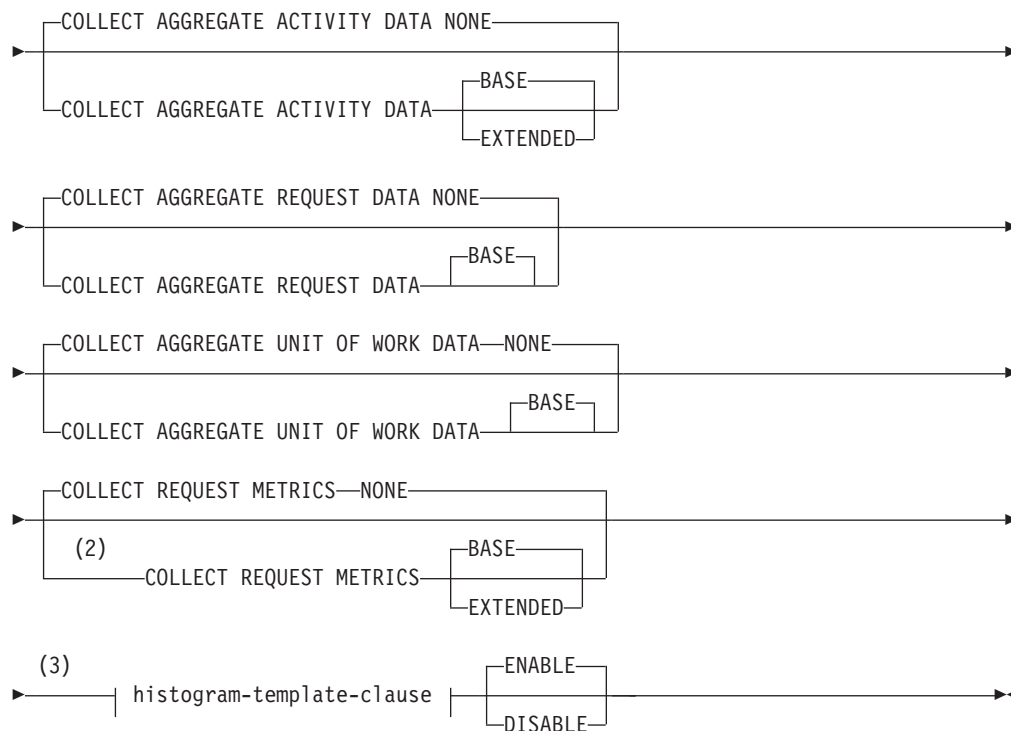 COLLECT AGGREGATE ACTIVITY DATA NONE
BASE
COLLECT AGGREGATE ACTIVITY DATA
EXTENDED
COLLECT AGGREGATE REQUEST DATA NONE
BASE
COLLECT AGGREGATE REQUEST DATA
COLLECT AGGREGATE UNIT OF WORK DATA NONE
BASE
COLLECT AGGREGATE UNIT OF WORK DATA
COLLECT REQUEST METRICS NONE
(2) BASE
COLLECT REQUEST METRICS
EXTENDED
(3) ENABLE
histogram-template-clause
DISABLE